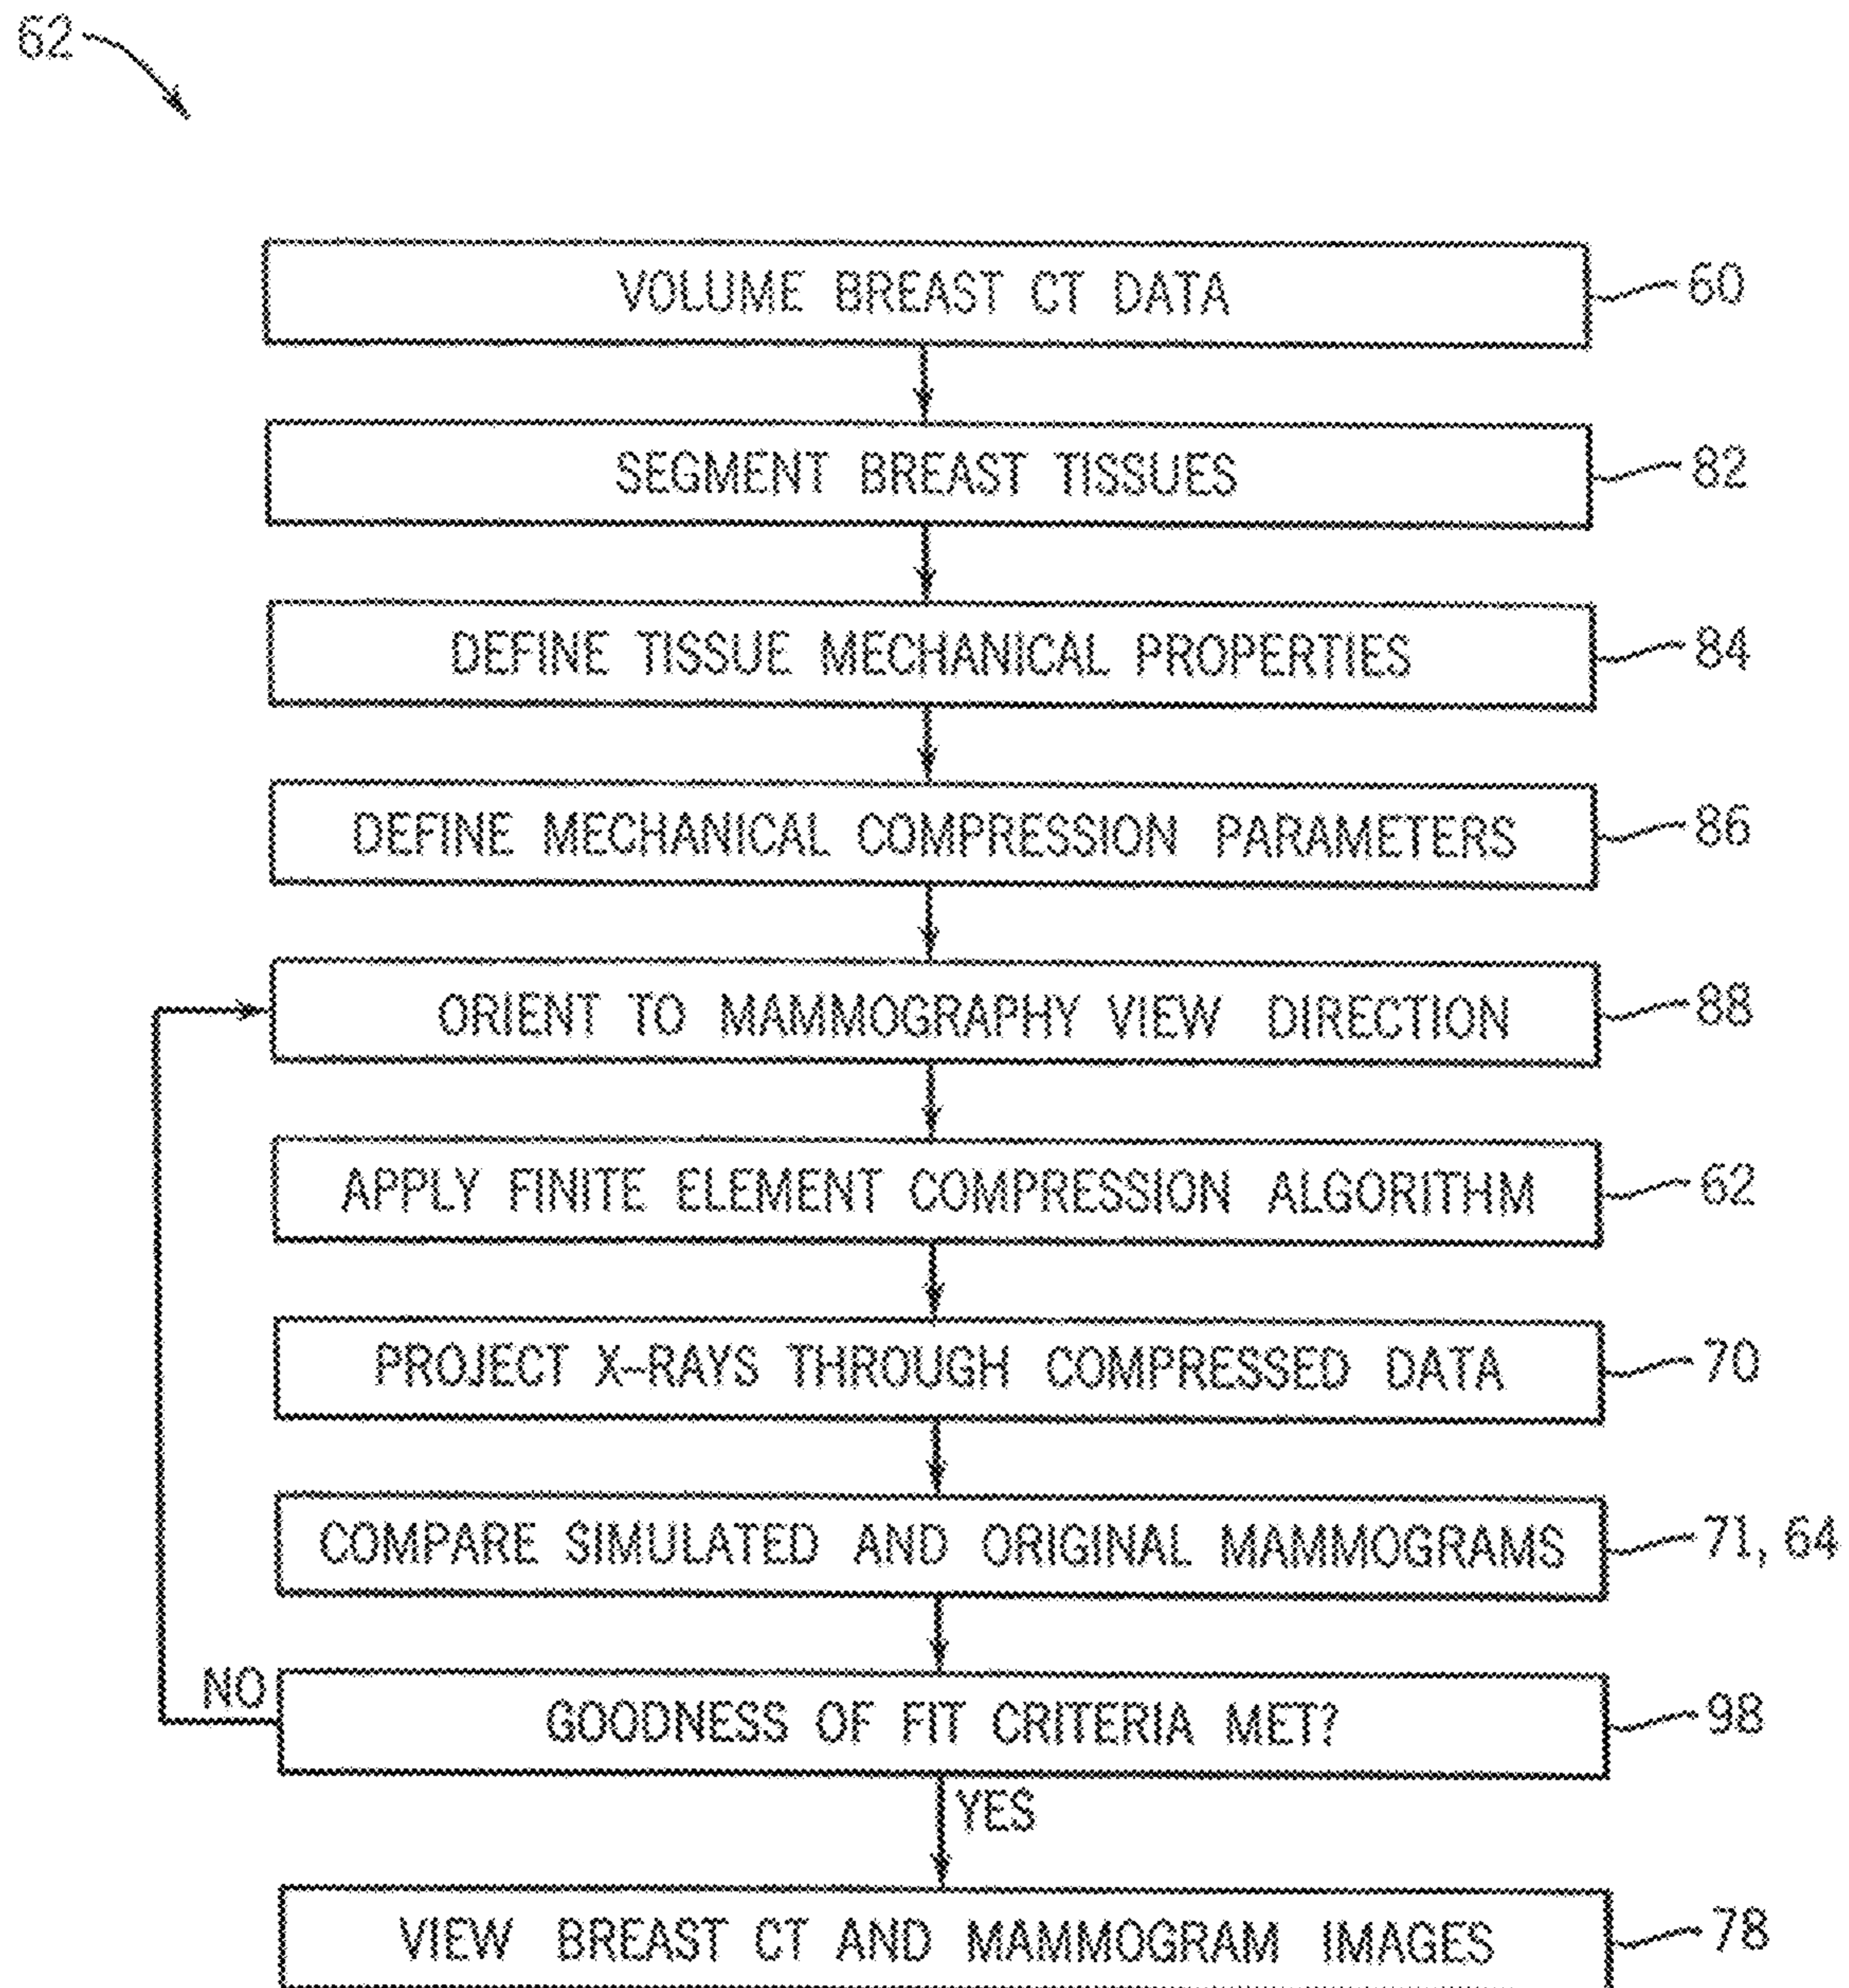 62
VOLUME BREAST CT DATA
60
SEGMENT BREAST TISSUES
82
DEFINE TISSUE MECHANICAL PROPERTIES
84
DEFINE MECHANICAL COMPRESSION PARAMETERS
86
ORIENT TO MAMMOGRAPHY VIEW DIRECTION
88
APPLY FINITE ELEMENT COMPRESSION ALGORITHM
62
PROJECT X-RAYS THROUGH COMPRESSED DATA
70
COMPARE SIMULATED AND ORIGINAL MAMMOGRAMS
71, 64
NO
GOODNESS OF FIT CRITERIA MET?
98
YES
VIEW BREAST CT AND MAMMOGRAM IMAGES
78